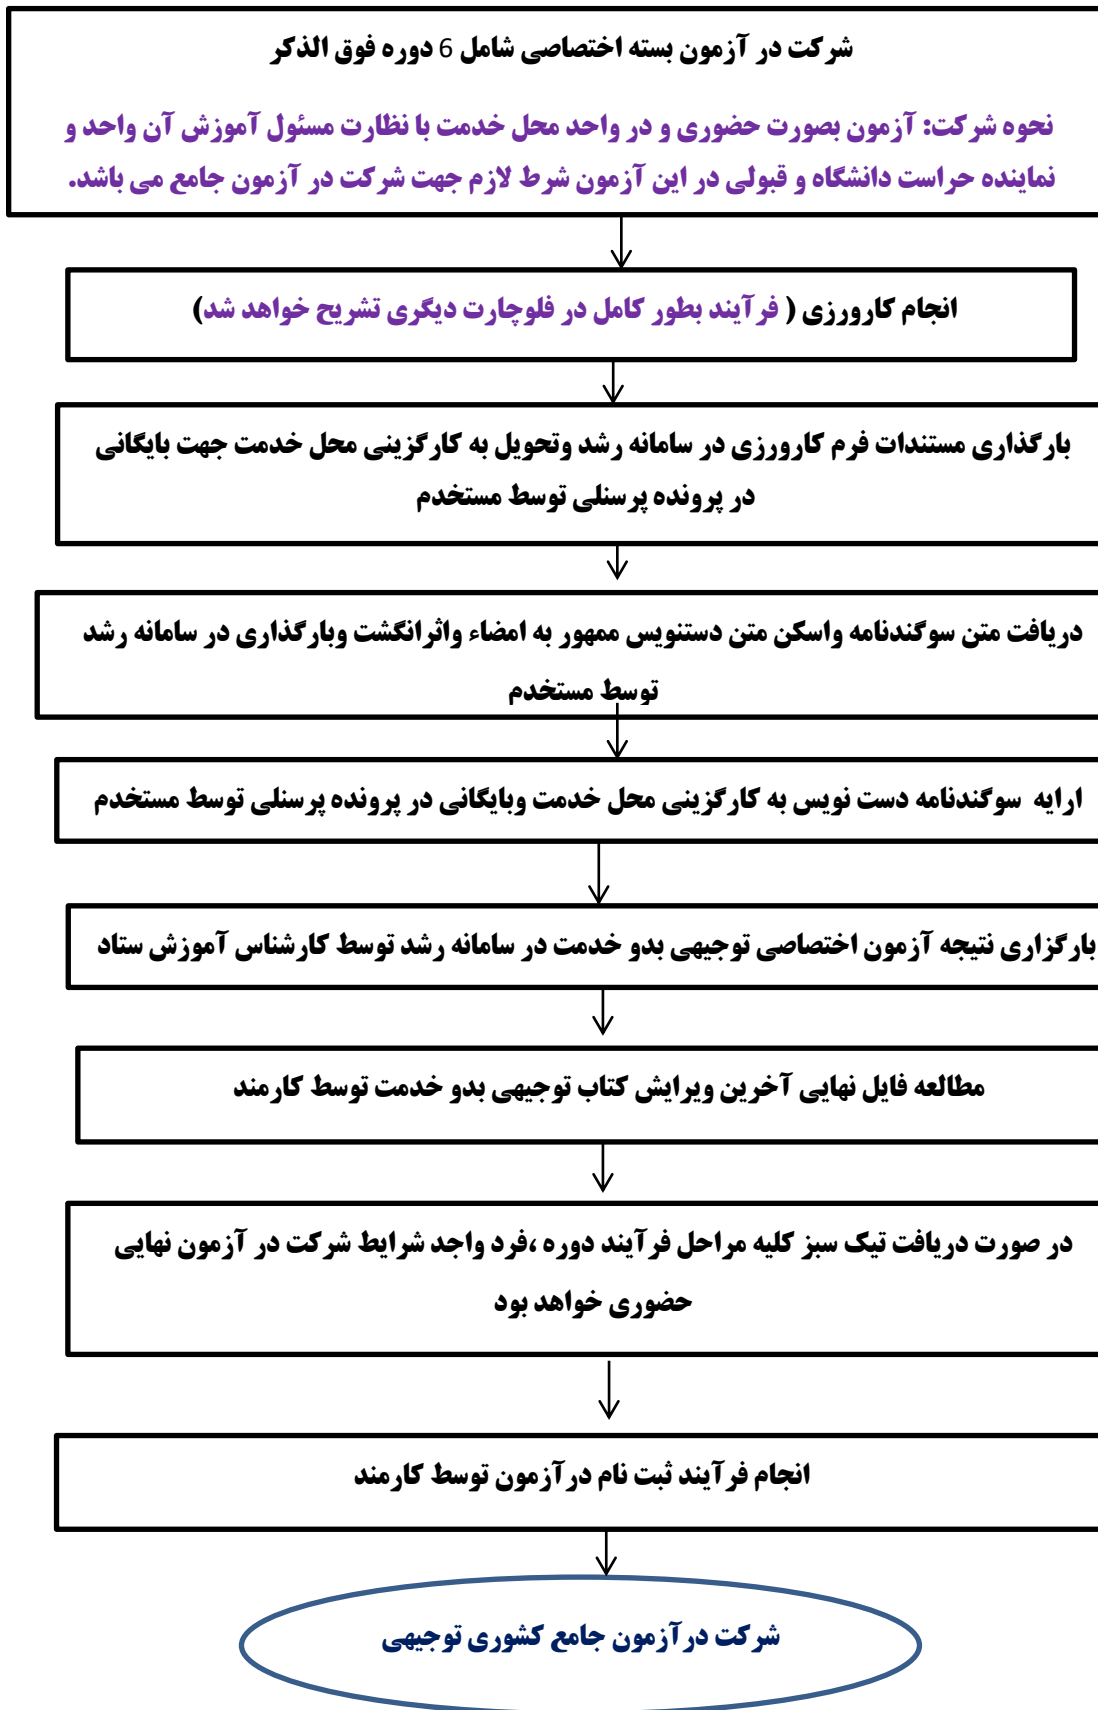 شرکت در آزمون بسته اختصاصی شامل 6 دوره فوق الذکر
نحوه شرکت: آزمون بصورت حضوری و در واحد محل خدمت با نظارت مسئول آموزش آن واحد و
نماینده حراست دانشگاه و قبولی در این آزمون شرط لازم جهت شرکت در آزمون جامع می باشد.
انجام کارورزی ( فرآیند بطور کامل در فلوچارت دیگری تشریح خواهد شد)
بارگذاری مستندات فرم کارورزی در سامانه رشد وتحویل به کارگزینی محل خدمت جهت بایگانی
در پرونده پرسنلی توسط مستخدم
دریافت متن سوگندنامه واسکن متن دستنویس ممهور به امضاء واثرانگشت وبارگذاری در سامانه رشد
توسط مستخدم
ارایه سوگندنامه دست نویس به کارگزینی محل خدمت وبایگانی در پرونده پرسنلی توسط مستخدم
بارگزاری نتیجه آزمون اختصاصی توجیهی بدو خدمت در سامانه رشد توسط کارشناس آموزش ستاد
مطالعه فایل نهایی آخرین ویرایش کتاب توجیهی بدو خدمت توسط کارمند
در صورت دریافت تیک سبز کلیه مراحل فرآیند دوره ،فرد واجد شرایط شرکت در آزمون نهایی
حضوری خواهد بود
انجام فرآیند ثبت نام درآزمون توسط کارمند
شرکت درآزمون جامع کشوری توجیهی